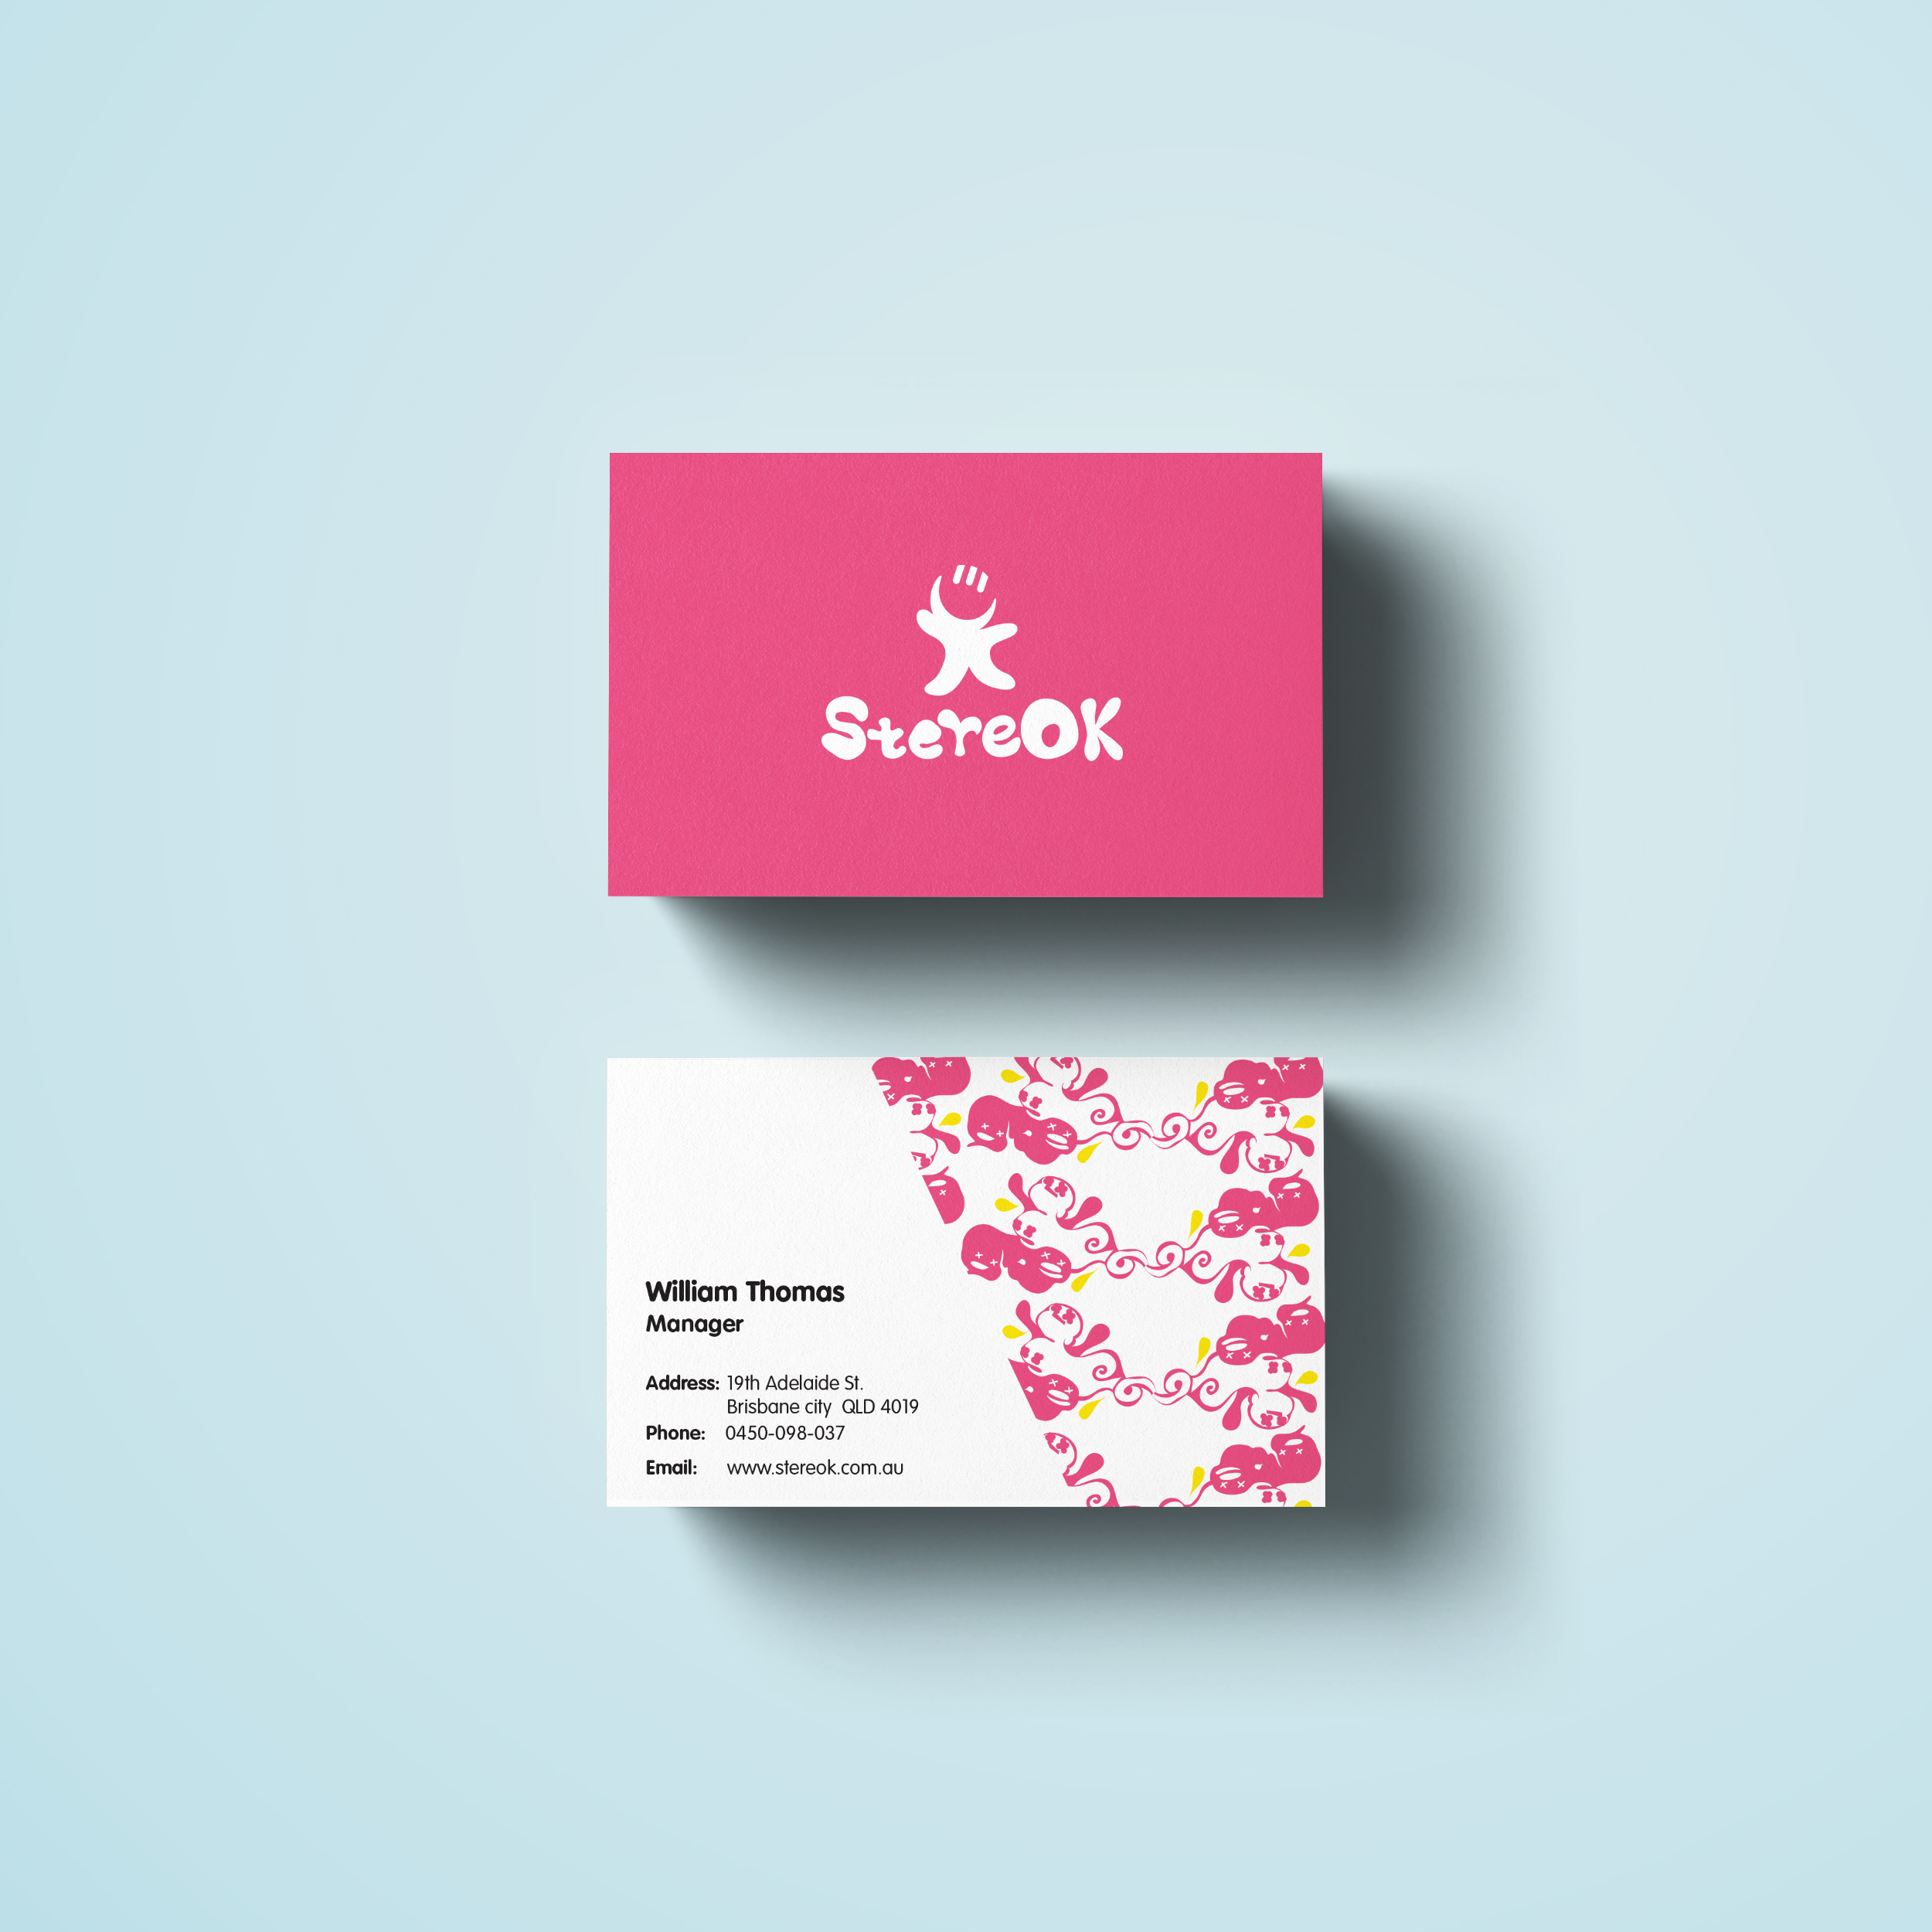 StereOK
William Thomas
Manager
Address: 19th Adelaide St.
Brisbane city QLD 4019
Phone: 0450-098-037
Email: www.stereok.com.au